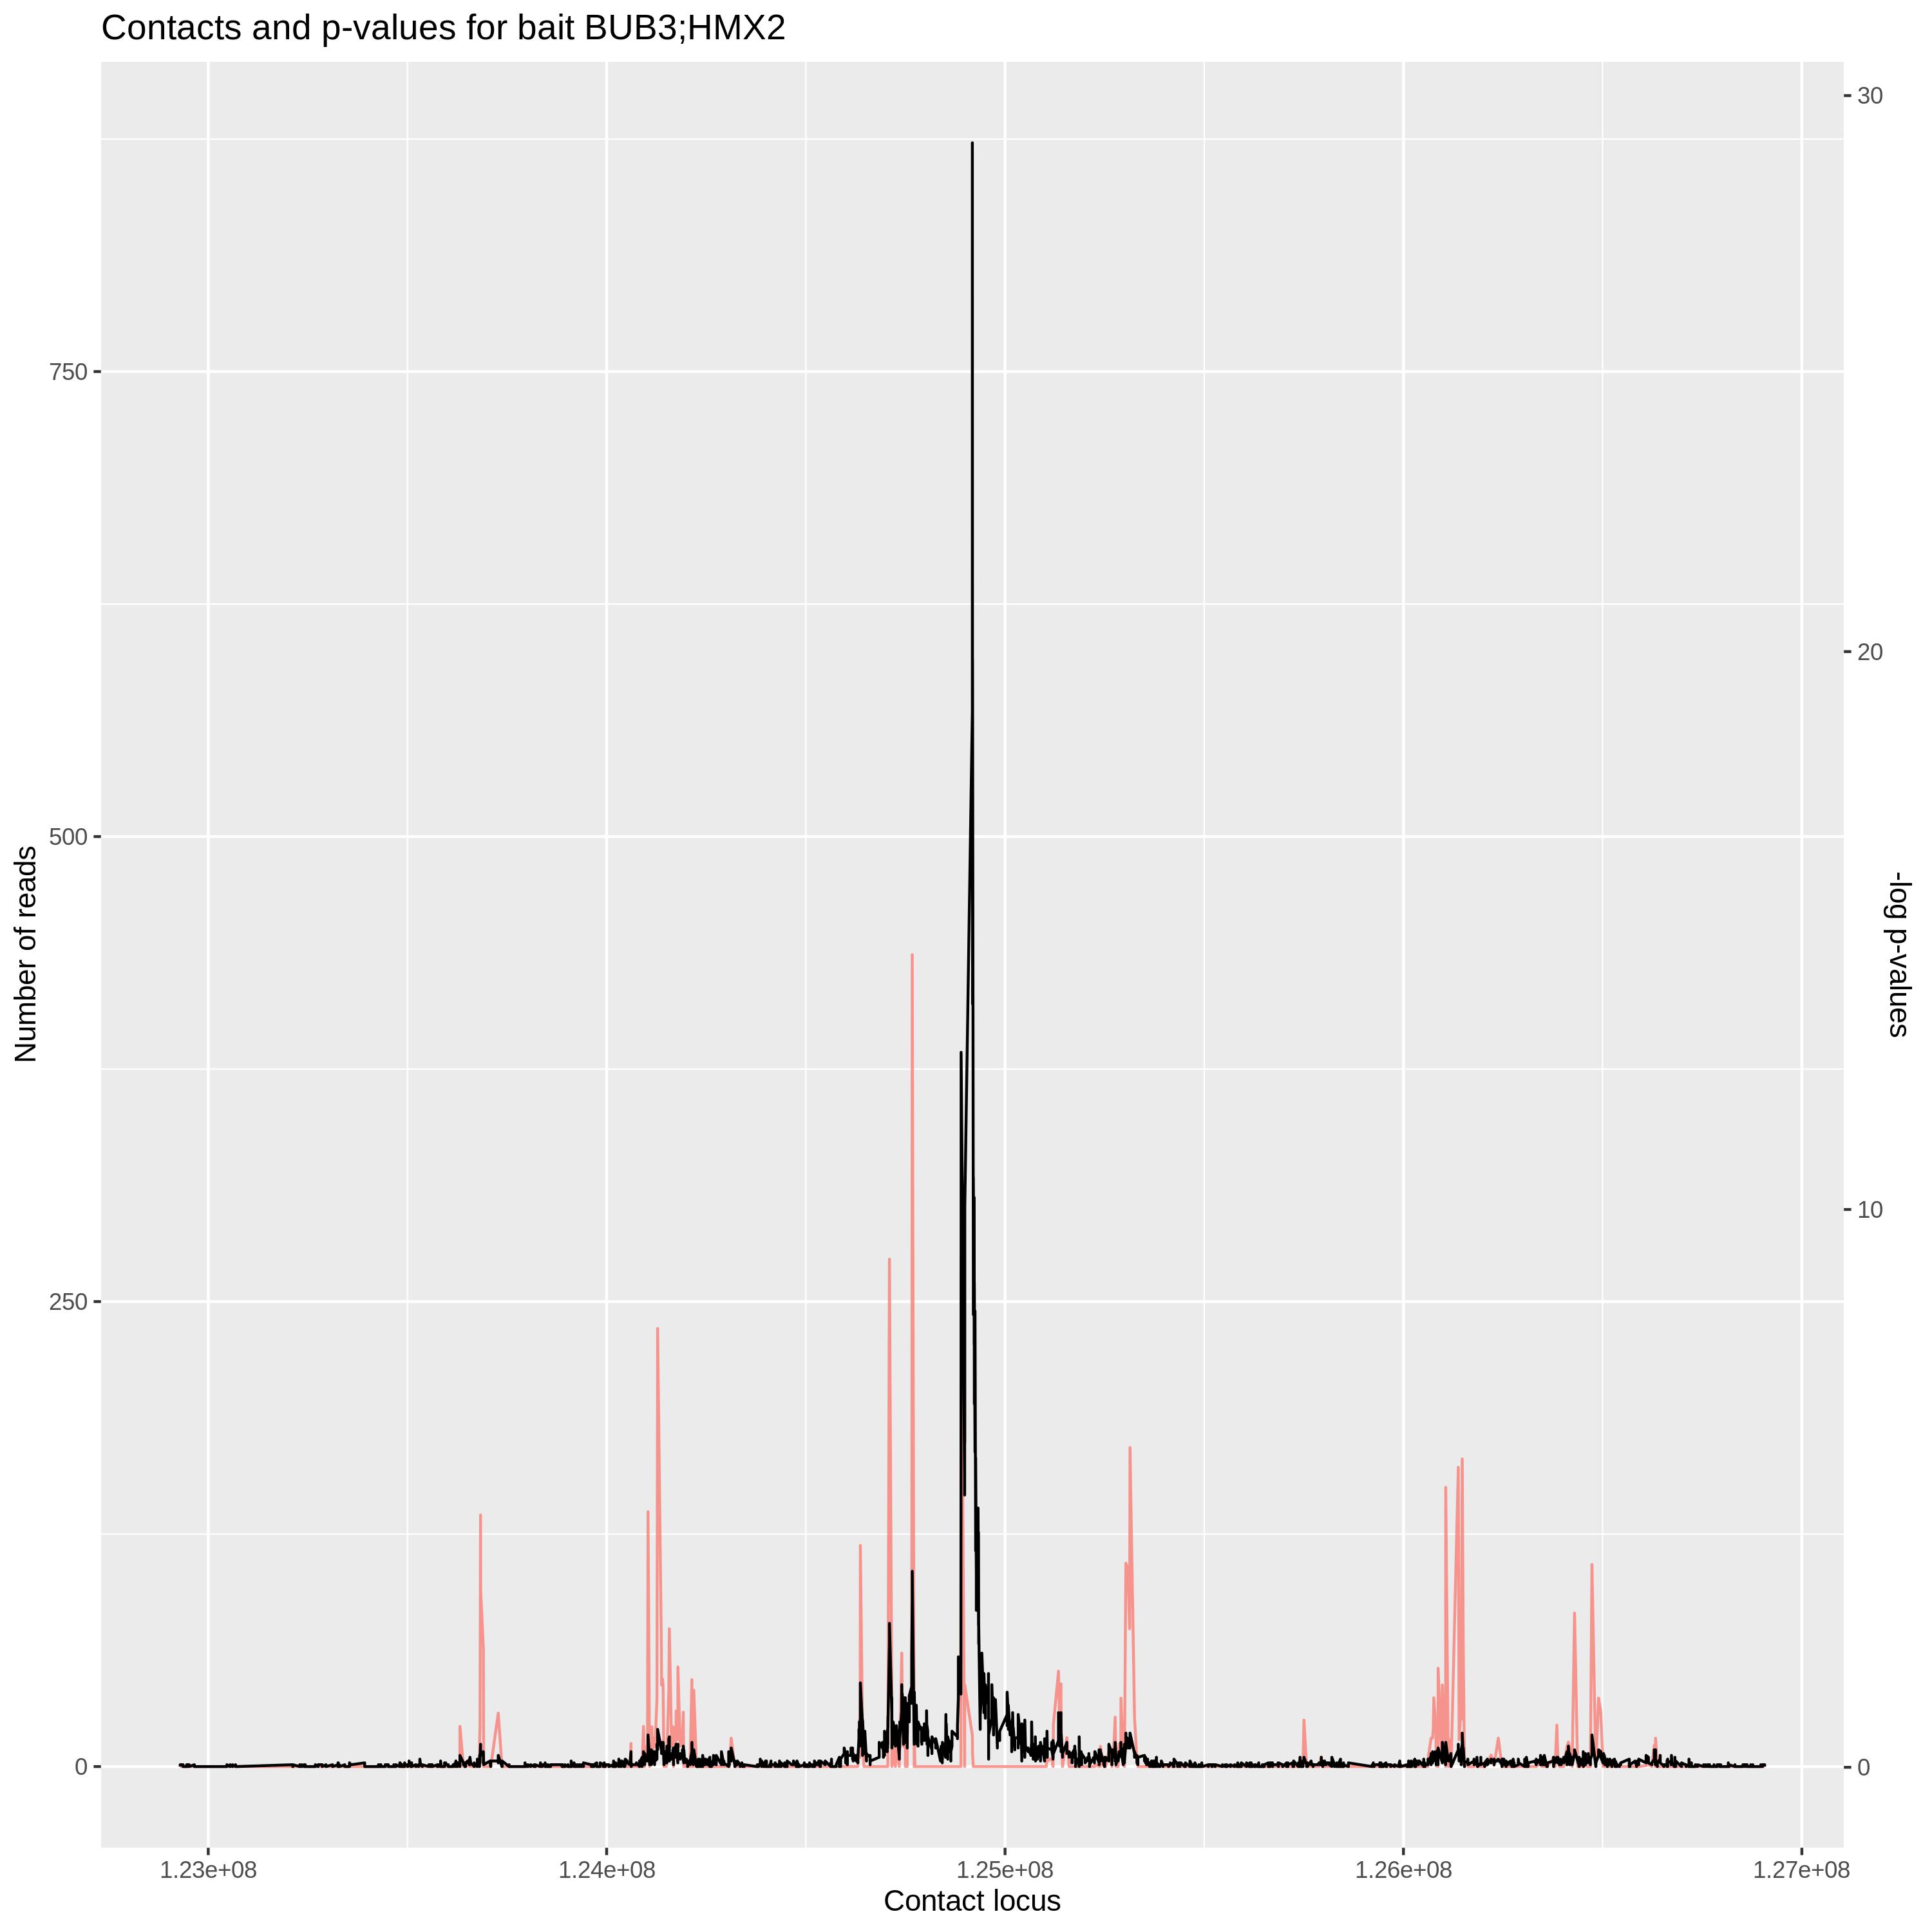 Contacts and p-values for bait BUB3;HMX2
30
750
20
500
Number of reads
-log p-values
10
250
0
0
1.23e+08
1.24e+08
1.25e+08
1.26e+08
1.27e+08
Contact locus